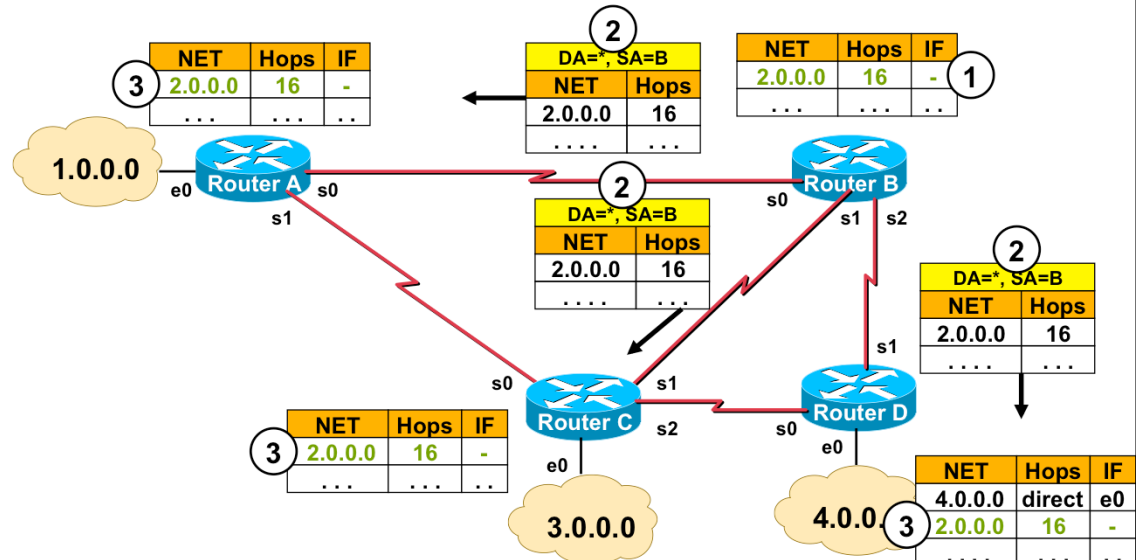 2
NET Hops IF
3 2.0.0.0 16 -
. . . . . . . .
DA=*, SA=B
NET Hops
2.0.0.0 16
. . . . . . .
NET Hops IF
2.0.0.0 16 - 1
. . . . . . . .
1.0.0.0
e0
Router A
s0
s1
Router B
s0
s1
s2
2
DA=*, SA=B
NET Hops
2.0.0.0 16
. . . . . . .
2
DA=*, SA=B
NET Hops
2.0.0.0 16
. . . . . . .
s0
Router C
s1
s2
e0
s1
Router D
s0
e0
NET Hops IF
3 2.0.0.0 16 -
. . . . . . . .
3.0.0.0
4.0.0.
3
NET Hops IF
4.0.0.0 direct e0
2.0.0.0 16 -
. . . . . . . . .